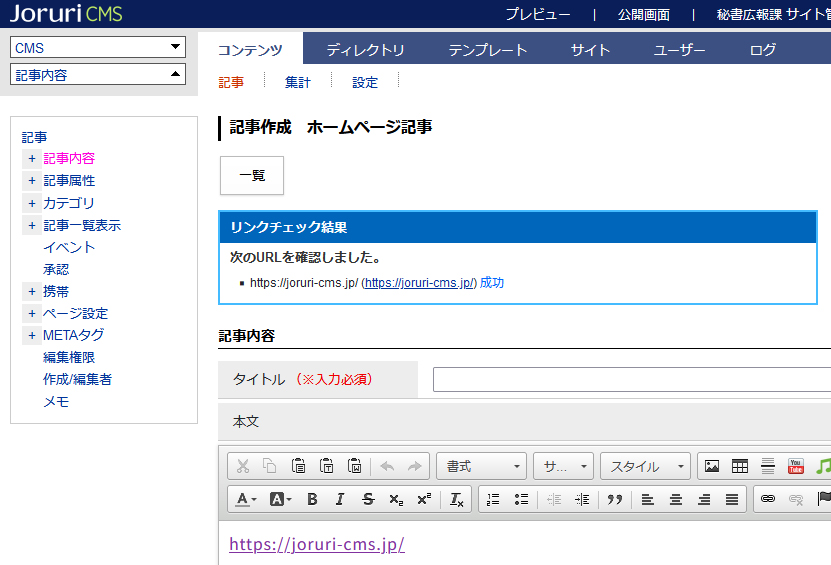 Joruri CMS
プレビュー | 公開画面 | 秘書広報課 サイト管
CMS
記事内容
コンテンツ ディレクトリ テンプレート サイト ユーザー ログ
記事 集計 設定
記事
+ 記事内容
+ 記事属性
+ カテゴリ
+ 記事一覧表示
イベント
承認
+ 携帯
+ ページ設定
+ METAタグ
編集権限
作成/編集者
メモ
記事作成 ホームページ記事
一覧
リンクチェック結果
次のURLを確認しました。
https://joruri-cms.jp/ (https://joruri-cms.jp/) 成功
記事内容
タイトル (※入力必須)
本文
書式 サ... スタイル You Tube
A A B I S x₂ x² Tx
https://joruri-cms.jp/